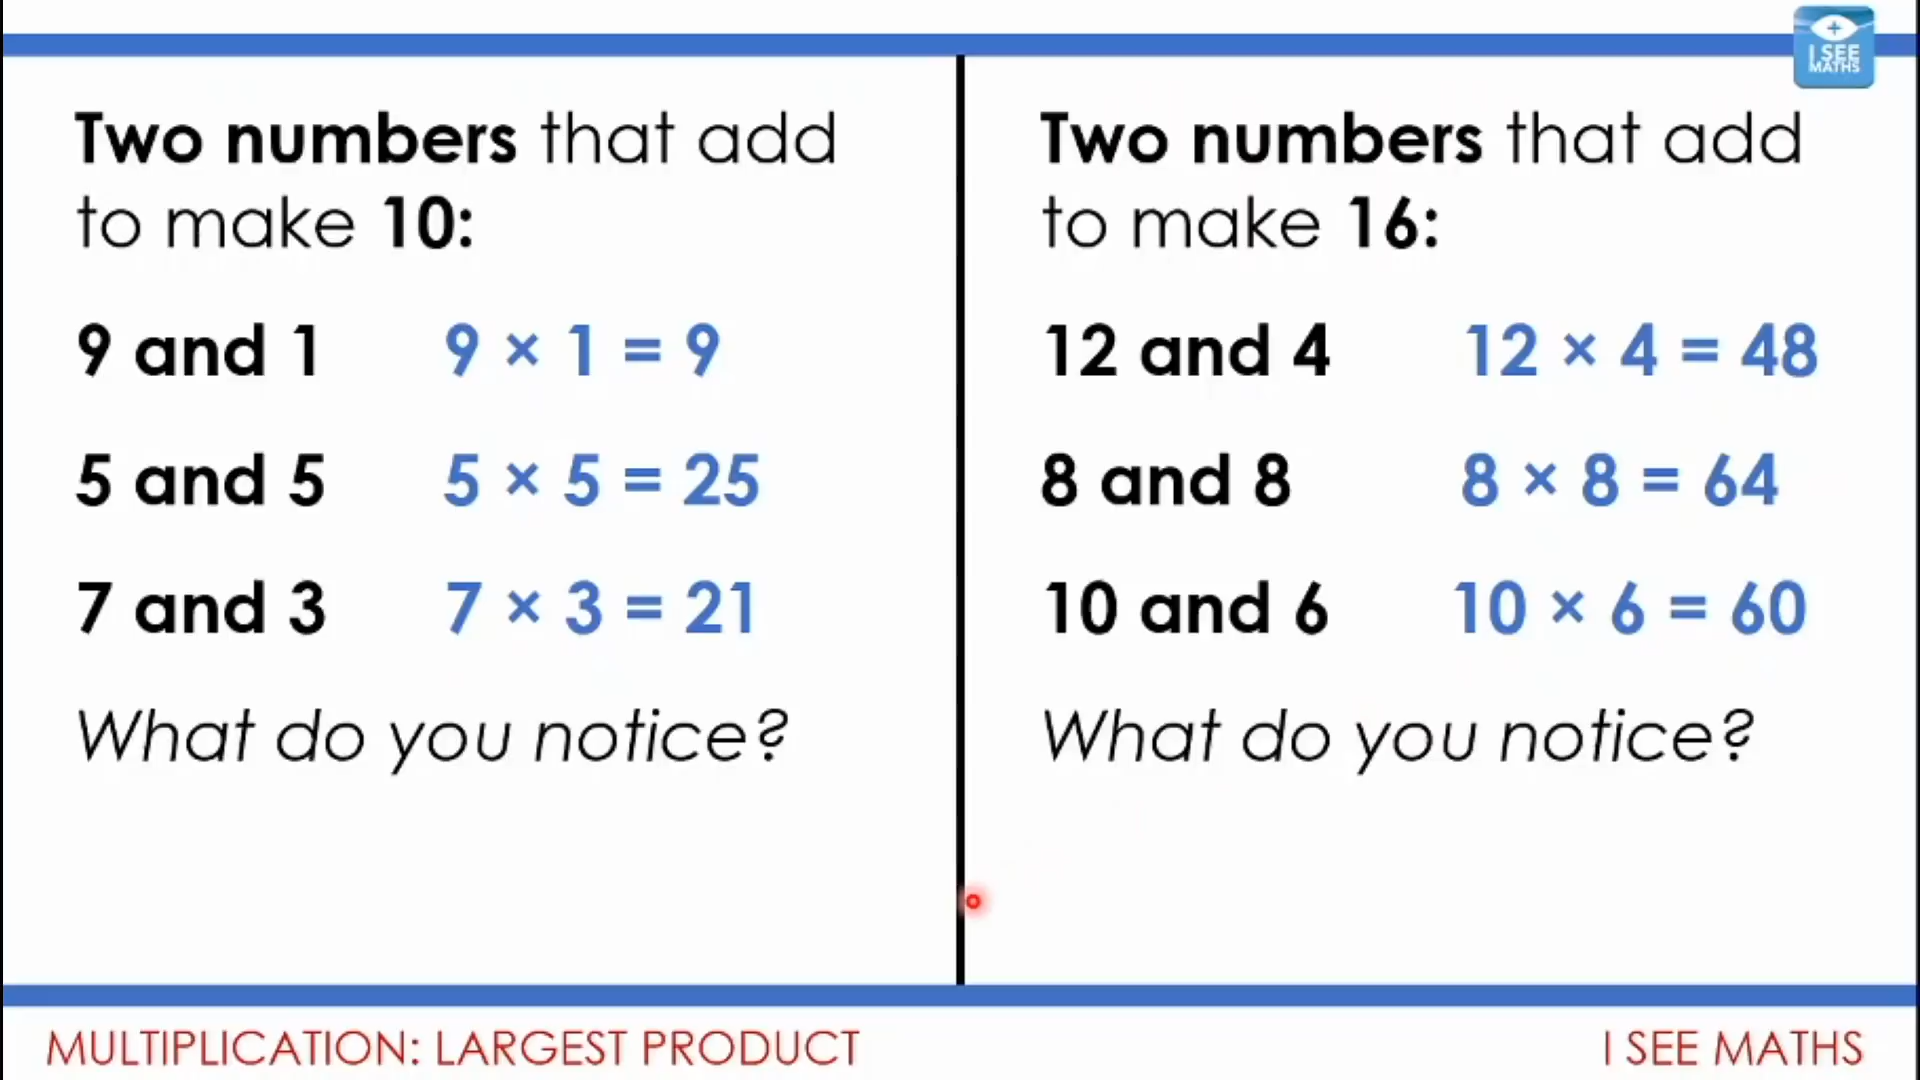 I SEE
MATHS
Two numbers that add
to make 10:
9 and 1 9 × 1 = 9
5 and 5 5 × 5 = 25
7 and 3 7 × 3 = 21
What do you notice?
Two numbers that add
to make 16:
12 and 4 12 × 4 = 48
8 and 8 8 × 8 = 64
10 and 6 10 × 6 = 60
What do you notice?
MULTIPLICATION: LARGEST PRODUCT
I SEE MATHS